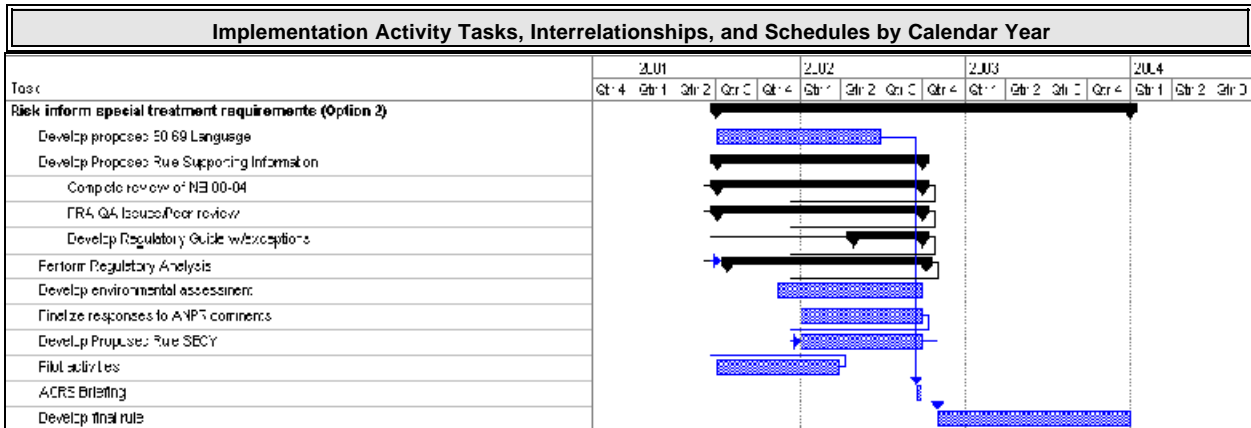 Implementation Activity Tasks, Interrelationships, and Schedules by Calendar Year
2001 2002 2003 2004
Task Qtr 4 Qtr 1 Qtr 2 Qtr 3 Qtr 4 Qtr 1 Qtr 2 Qtr 3 Qtr 4 Qtr 1 Qtr 2 Qtr 3 Qtr 4 Qtr 1 Qtr 2 Qtr 3
Risk inform special treatment requirements (Option 2)
Develop proposed 50.69 Language
Develop Proposed Rule Supporting Information
Complete review of NEI 00-04
PRA QA Issues/Peer review
Develop Regulatory Guide w/exceptions
Perform Regulatory Analysis
Develop environmental assessment
Finalize responses to ANPR comments
Develop Proposed Rule SECY
Pilot activities
ACRS Briefing
Develop final rule